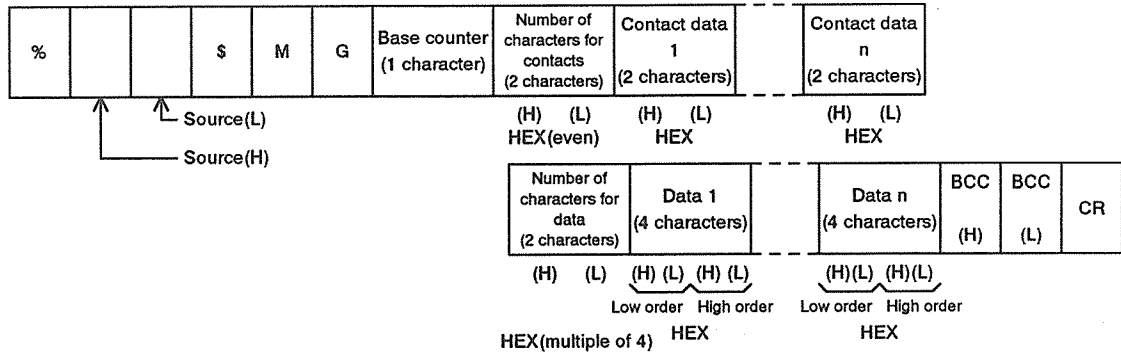 % $ M G Base counter (1 character) Number of characters for contacts (2 characters) Contact data 1 (2 characters) Contact data n (2 characters)
(H) (L) (H) (L) (H) (L)
HEX(even) HEX HEX
Source(L)
Source(H)
Number of characters for data (2 characters) Data 1 (4 characters) Data n (4 characters) BCC (H) BCC (L) CR
(H) (L) (H) (L) (H) (L) (H)(L) (H)(L)
Low order High order Low order High order
HEX(multiple of 4) HEX HEX